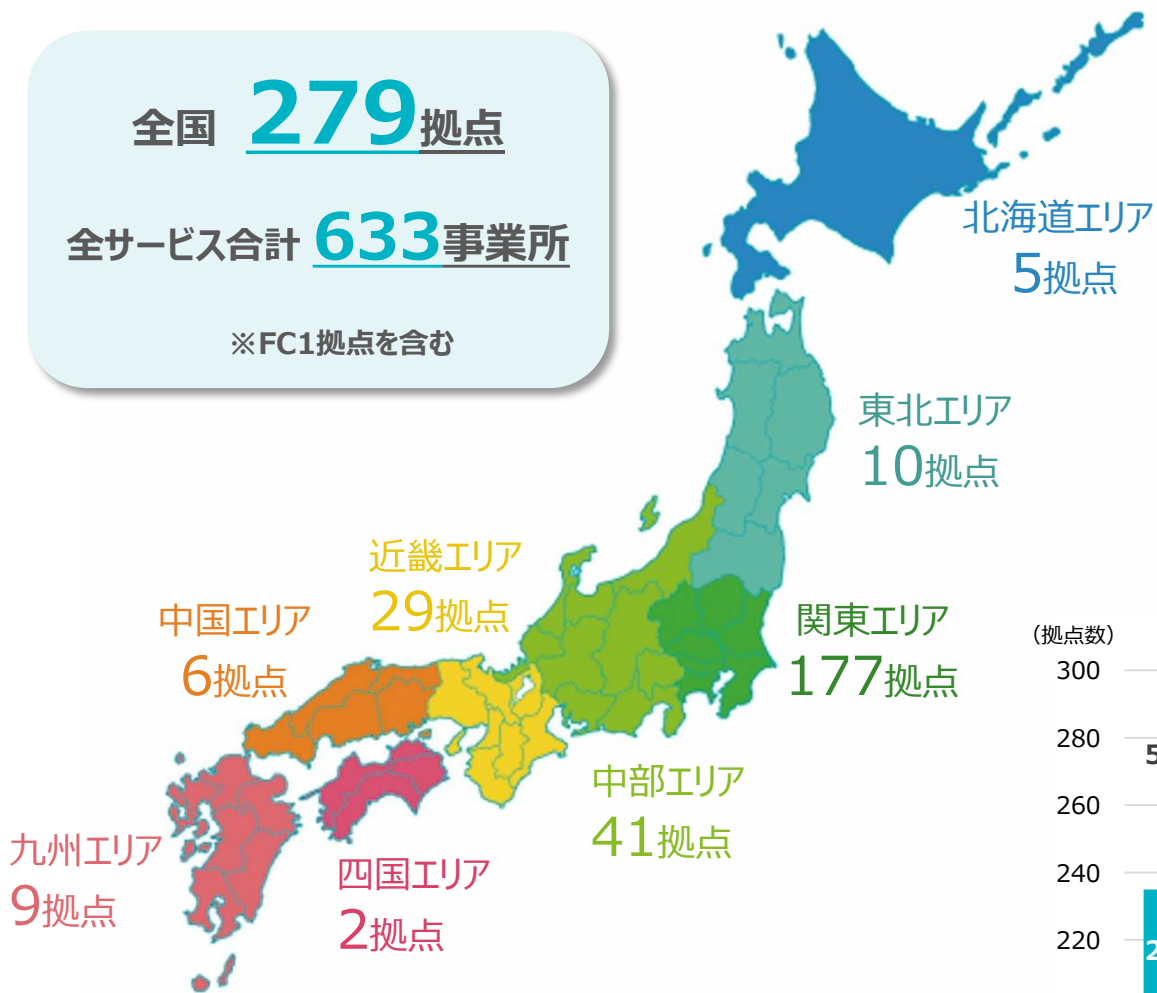 全国 279拠点
全サービス合計 633事業所
※FC1拠点を含む
北海道エリア
5拠点
東北エリア
10拠点
近畿エリア
29拠点
中国エリア
6拠点
関東エリア
177拠点
中部エリア
41拠点
九州エリア
9拠点
四国エリア
2拠点
(拠点数)
300
280
260
240
220